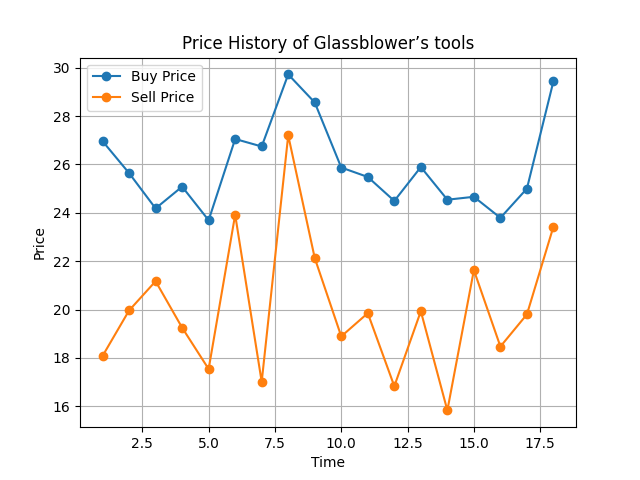 Price History of Glassblower’s tools
Buy Price
Sell Price
30
28
26
24
22
20
18
16
Price
2.5 5.0 7.5 10.0 12.5 15.0 17.5
Time